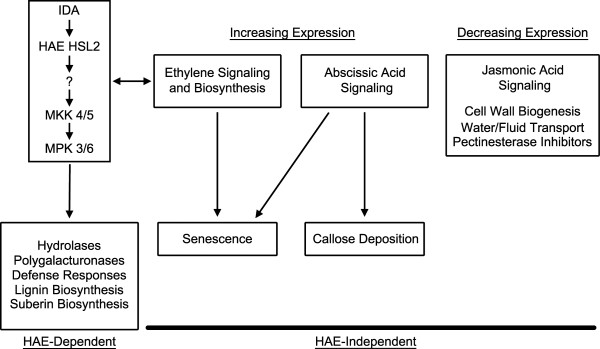 IDA
HAE HSL2
?
MKK 4/5
MPK 3/6
Hydrolases
Polygalacturonases
Defense Responses
Lignin Biosynthesis
Suberin Biosynthesis
HAE-Dependent
Increasing Expression
Ethylene Signaling
and Biosynthesis
Abscissic Acid
Signaling
Senescence
Callose Deposition
Decreasing Expression
Jasmonic Acid
Signaling
Cell Wall Biogenesis
Water/Fluid Transport
Pectinesterase Inhibitors
HAE-Independent